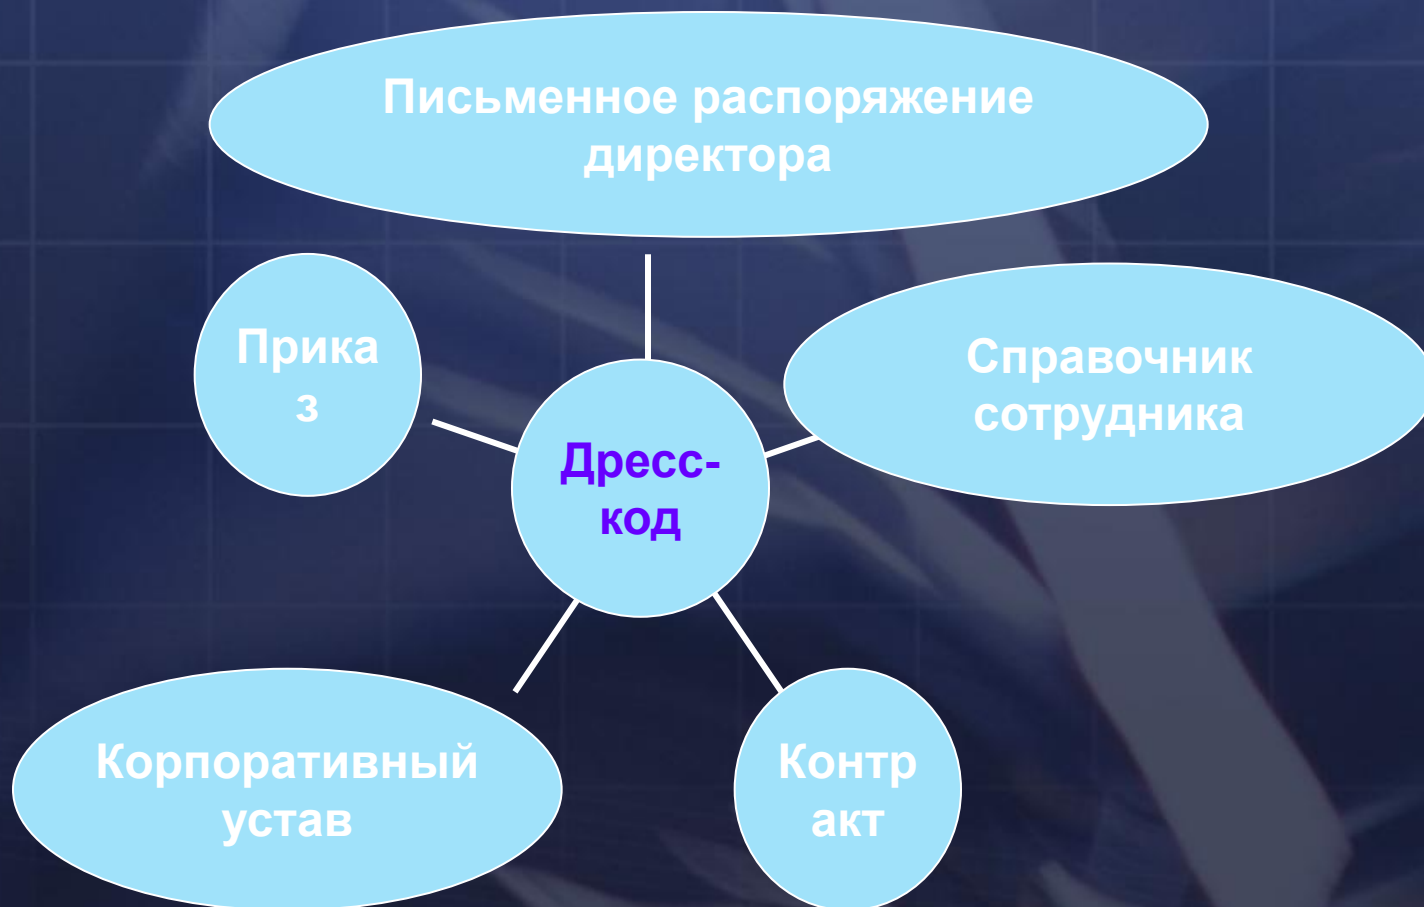 Письменное распоряжение
директора
Прика
з
Справочник
сотрудника
Дресс-
код
Корпоративный
устав
Контр
акт